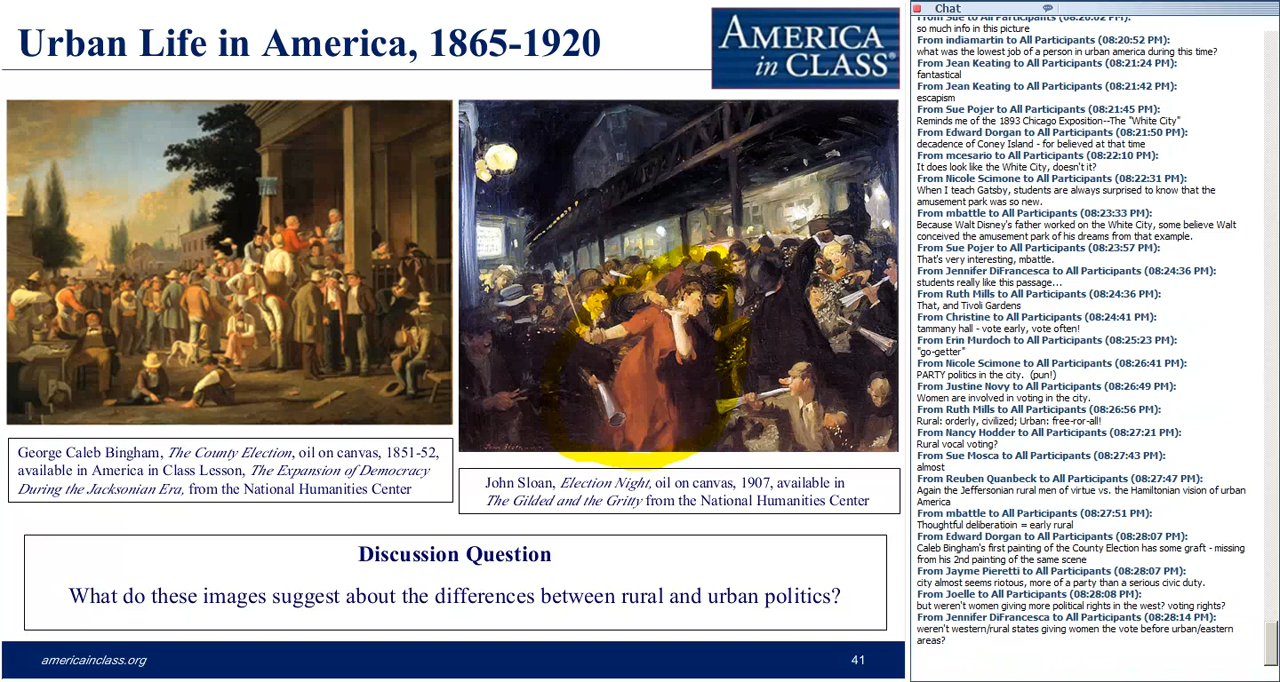 Urban Life in America, 1865-1920
AMERICA
in CLASS®
George Caleb Bingham, The County Election, oil on canvas, 1851-52,
available in America in Class Lesson, The Expansion of Democracy
During the Jacksonian Era, from the National Humanities Center
John Sloan, Election Night, oil on canvas, 1907, available in
The Gilded and the Gritty from the National Humanities Center
Discussion Question
What do these images suggest about the differences between rural and urban politics?
americainclass.org
41
Chat
From Sue to All Participants (08:20:02 PM):
so much info in this picture
From indiamartin to All Participants (08:20:52 PM):
what was the lowest job of a person in urban america during this time?
From Jean Keating to All Participants (08:21:24 PM):
fantastical
From Jean Keating to All Participants (08:21:42 PM):
escapism
From Sue Pojer to All Participants (08:21:45 PM):
Reminds me of the 1893 Chicago Exposition--The "White City"
From Edward Dorgan to All Participants (08:21:50 PM):
decadence of Coney Island - for believed at that time
From mcesario to All Participants (08:22:10 PM):
It does look like the White City, doesn't it?
From Nicole Scimone to All Participants (08:22:31 PM):
When I teach Gatsby, students are always surprised to know that the
amusement park was so new.
From mbattle to All Participants (08:23:33 PM):
Because Walt Disney's father worked on the White City, some believe Walt
conceived the amusement park of his dreams from that example.
From Sue Pojer to All Participants (08:23:57 PM):
That's very interesting, mbattle.
From Jennifer DiFrancesca to All Participants (08:24:36 PM):
students really like this passage...
From Ruth Mills to All Participants (08:24:36 PM):
That, and Tivoli Gardens
From Christine to All Participants (08:24:41 PM):
tammany hall - vote early, vote often!
From Erin Murdoch to All Participants (08:25:23 PM):
"go-getter"
From Nicole Scimone to All Participants (08:26:41 PM):
PARTY politics in the city. (pun!)
From Justine Novy to All Participants (08:26:49 PM):
Women are involved in voting in the city.
From Ruth Mills to All Participants (08:26:56 PM):
Rural: orderly, civilized; Urban: free-ror-all!
From Nancy Hodder to All Participants (08:27:21 PM):
Rural vocal voting?
From Sue Mosca to All Participants (08:27:43 PM):
almost
From Reuben Quanbeck to All Participants (08:27:47 PM):
Again the Jeffersonian rural men of virtue vs. the Hamiltonian vision of urban
America
From mbattle to All Participants (08:27:51 PM):
Thoughtful deliberatioin = early rural
From Edward Dorgan to All Participants (08:28:07 PM):
Caleb Bingham's first painting of the County Election has some graft - missing
from his 2nd painting of the same scene
From Jayme Pieretti to All Participants (08:28:07 PM):
city almost seems riotous, more of a party than a serious civic duty.
From Joelle to All Participants (08:28:08 PM):
but weren't women giving more political rights in the west? voting rights?
From Jennifer DiFrancesca to All Participants (08:28:14 PM):
weren't western/rural states giving women the vote before urban/eastern
areas?